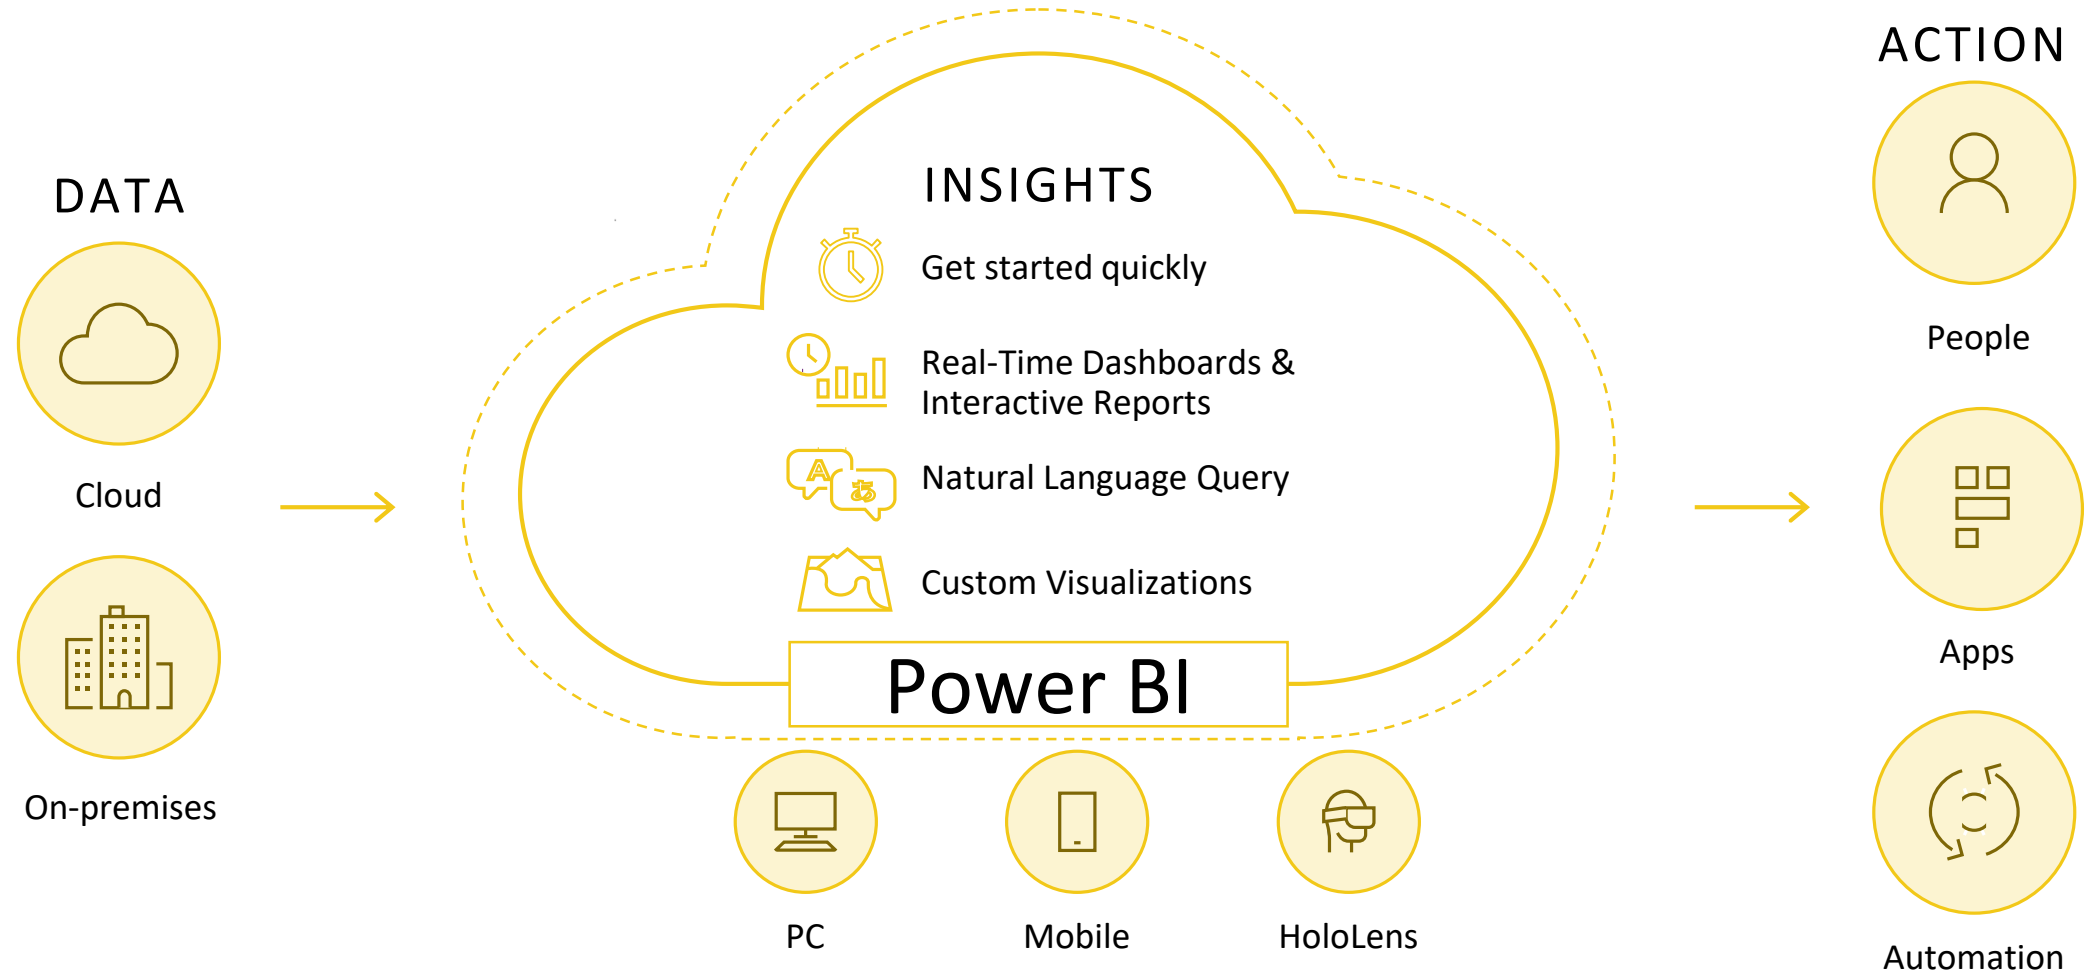 DATA
Cloud
On-premises
INSIGHTS
Get started quickly
Real-Time Dashboards &
Interactive Reports
A
あ
Natural Language Query
Custom Visualizations
Power BI
PC
Mobile
HoloLens
ACTION
People
Apps
Automation